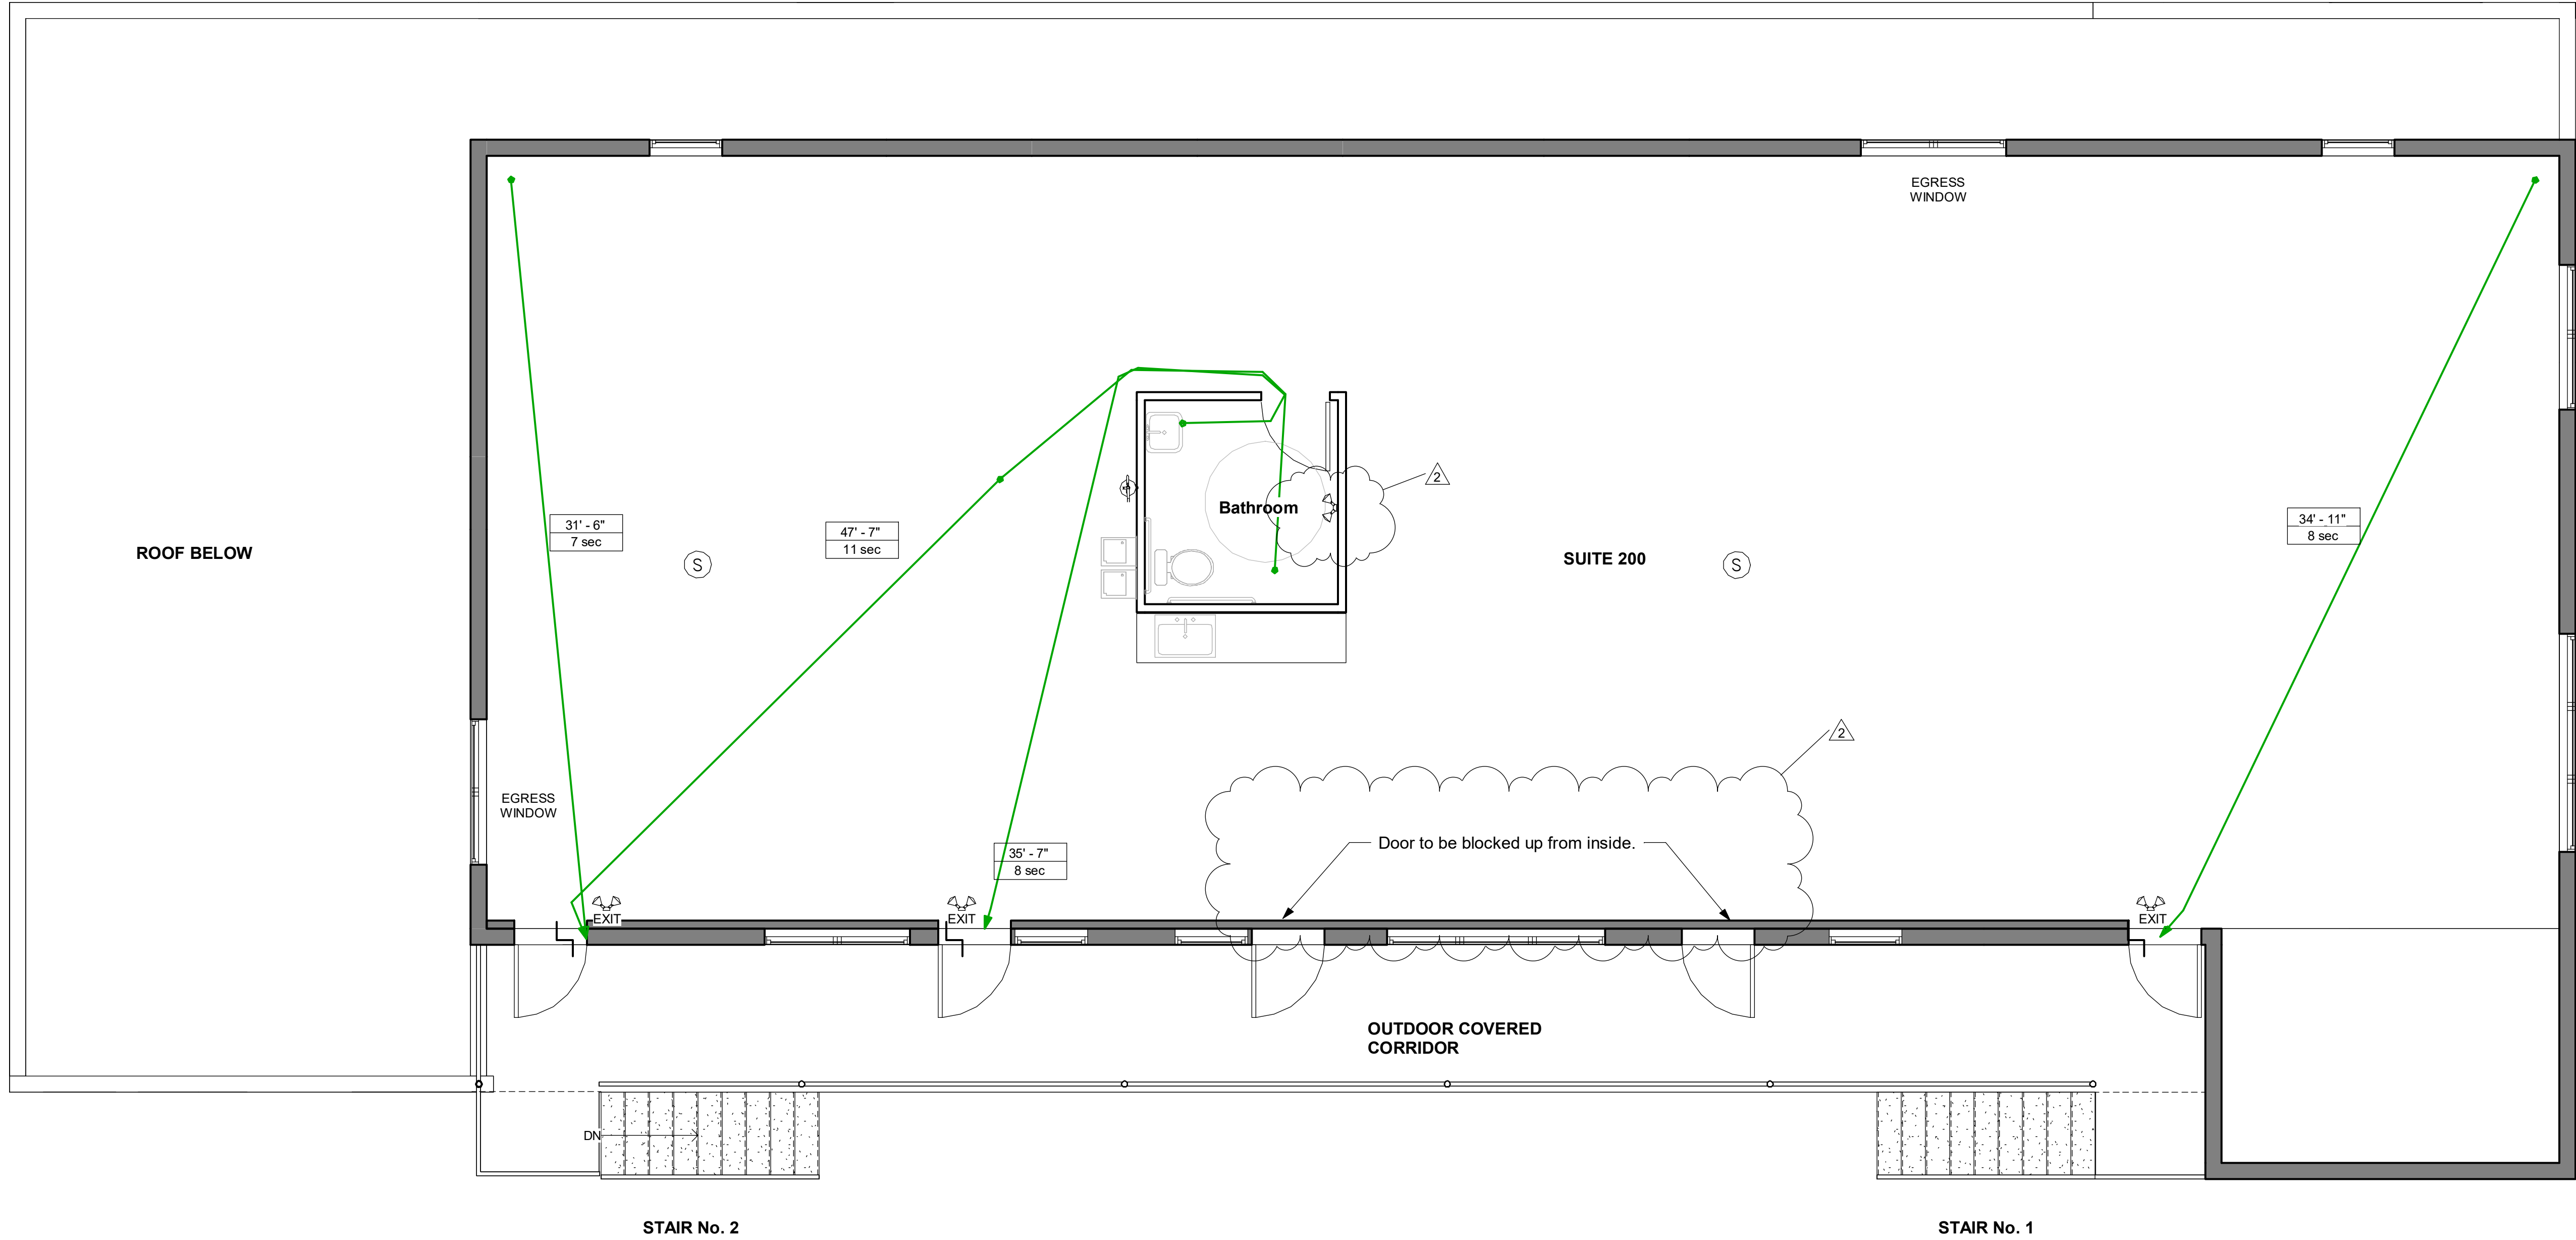 EGRESS
WINDOW
2
Bathroom
31' - 6"
7 sec
47' - 7"
11 sec
34' - 11"
8 sec
ROOF BELOW
S
SUITE 200
S
2
EGRESS
WINDOW
Door to be blocked up from inside.
35' - 7"
8 sec
EXIT
EXIT
EXIT
OUTDOOR COVERED
CORRIDOR
DN
STAIR No. 2
STAIR No. 1